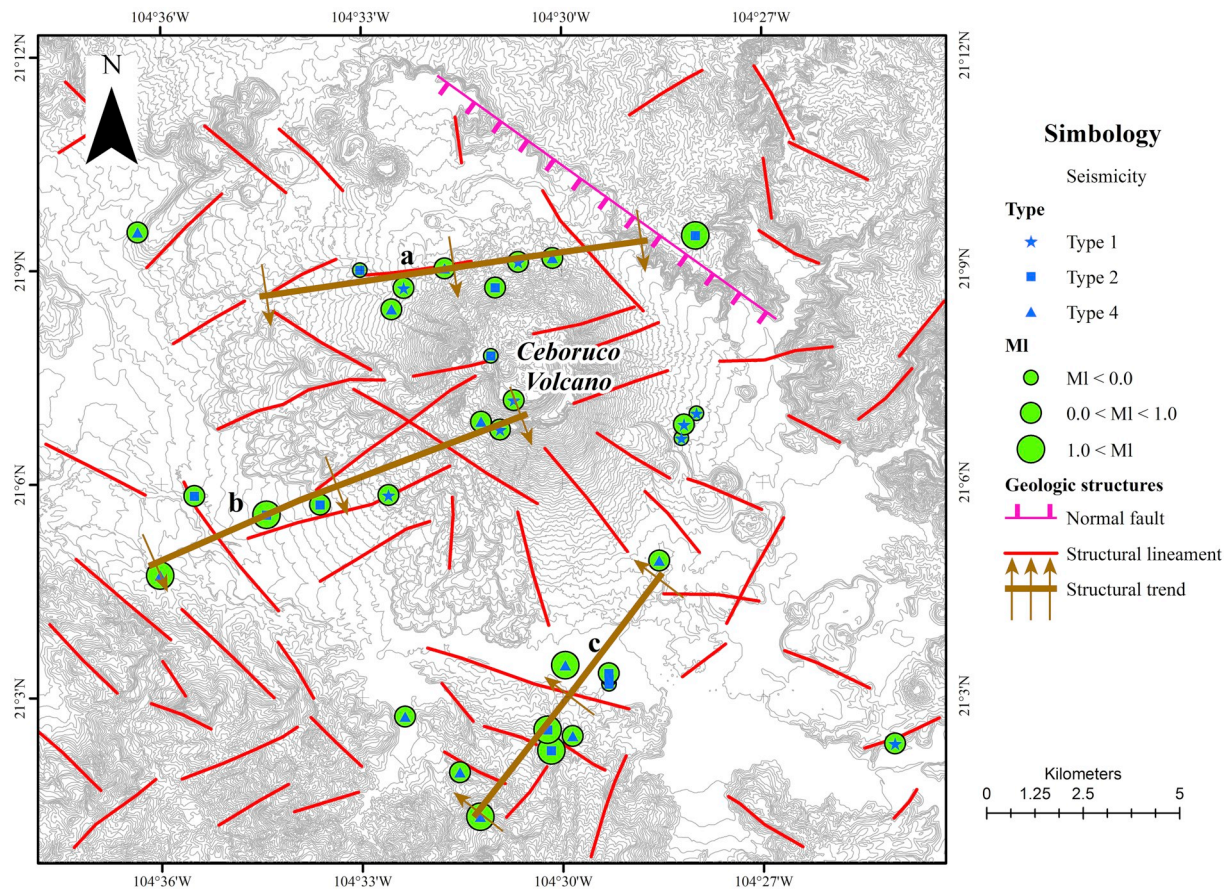 104°36'W 104°33'W 104°30'W 104°27'W
21°12'N 21°12'N
N
21°9'N 21°9'N
a
Ceboruco
Volcano
21°6'N 21°6'N
b
c
21°3'N 21°3'N
104°36'W 104°33'W 104°30'W 104°27'W
Simbology
Seismicity
Type
Type 1
Type 2
Type 4
Ml
Ml < 0.0
0.0 < Ml < 1.0
1.0 < Ml
Geologic structures
Normal fault
Structural lineament
Structural trend
Kilometers
0 1.25 2.5 5